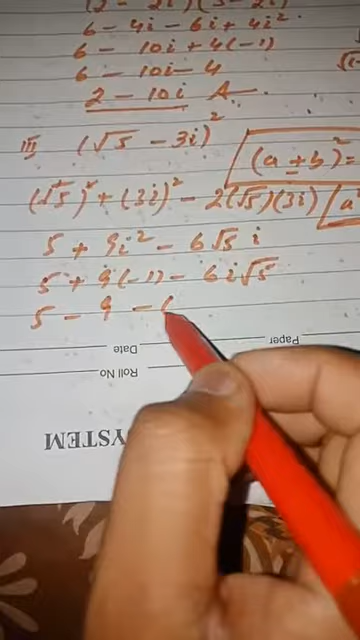 6 - 4i - 6i + 4i²
6 - 10i + 4(-1)
6 - 10i - 4
2 - 10i A
III (√5 - 3i)²
(a ± b)² =
(√5)² + (3i)² - 2(√5)(3i)
5 + 9i² - 6√5 i
5 + 9(-1) - 6i√5
5 - 9 -
Paper
Date
Roll No
YSTEM